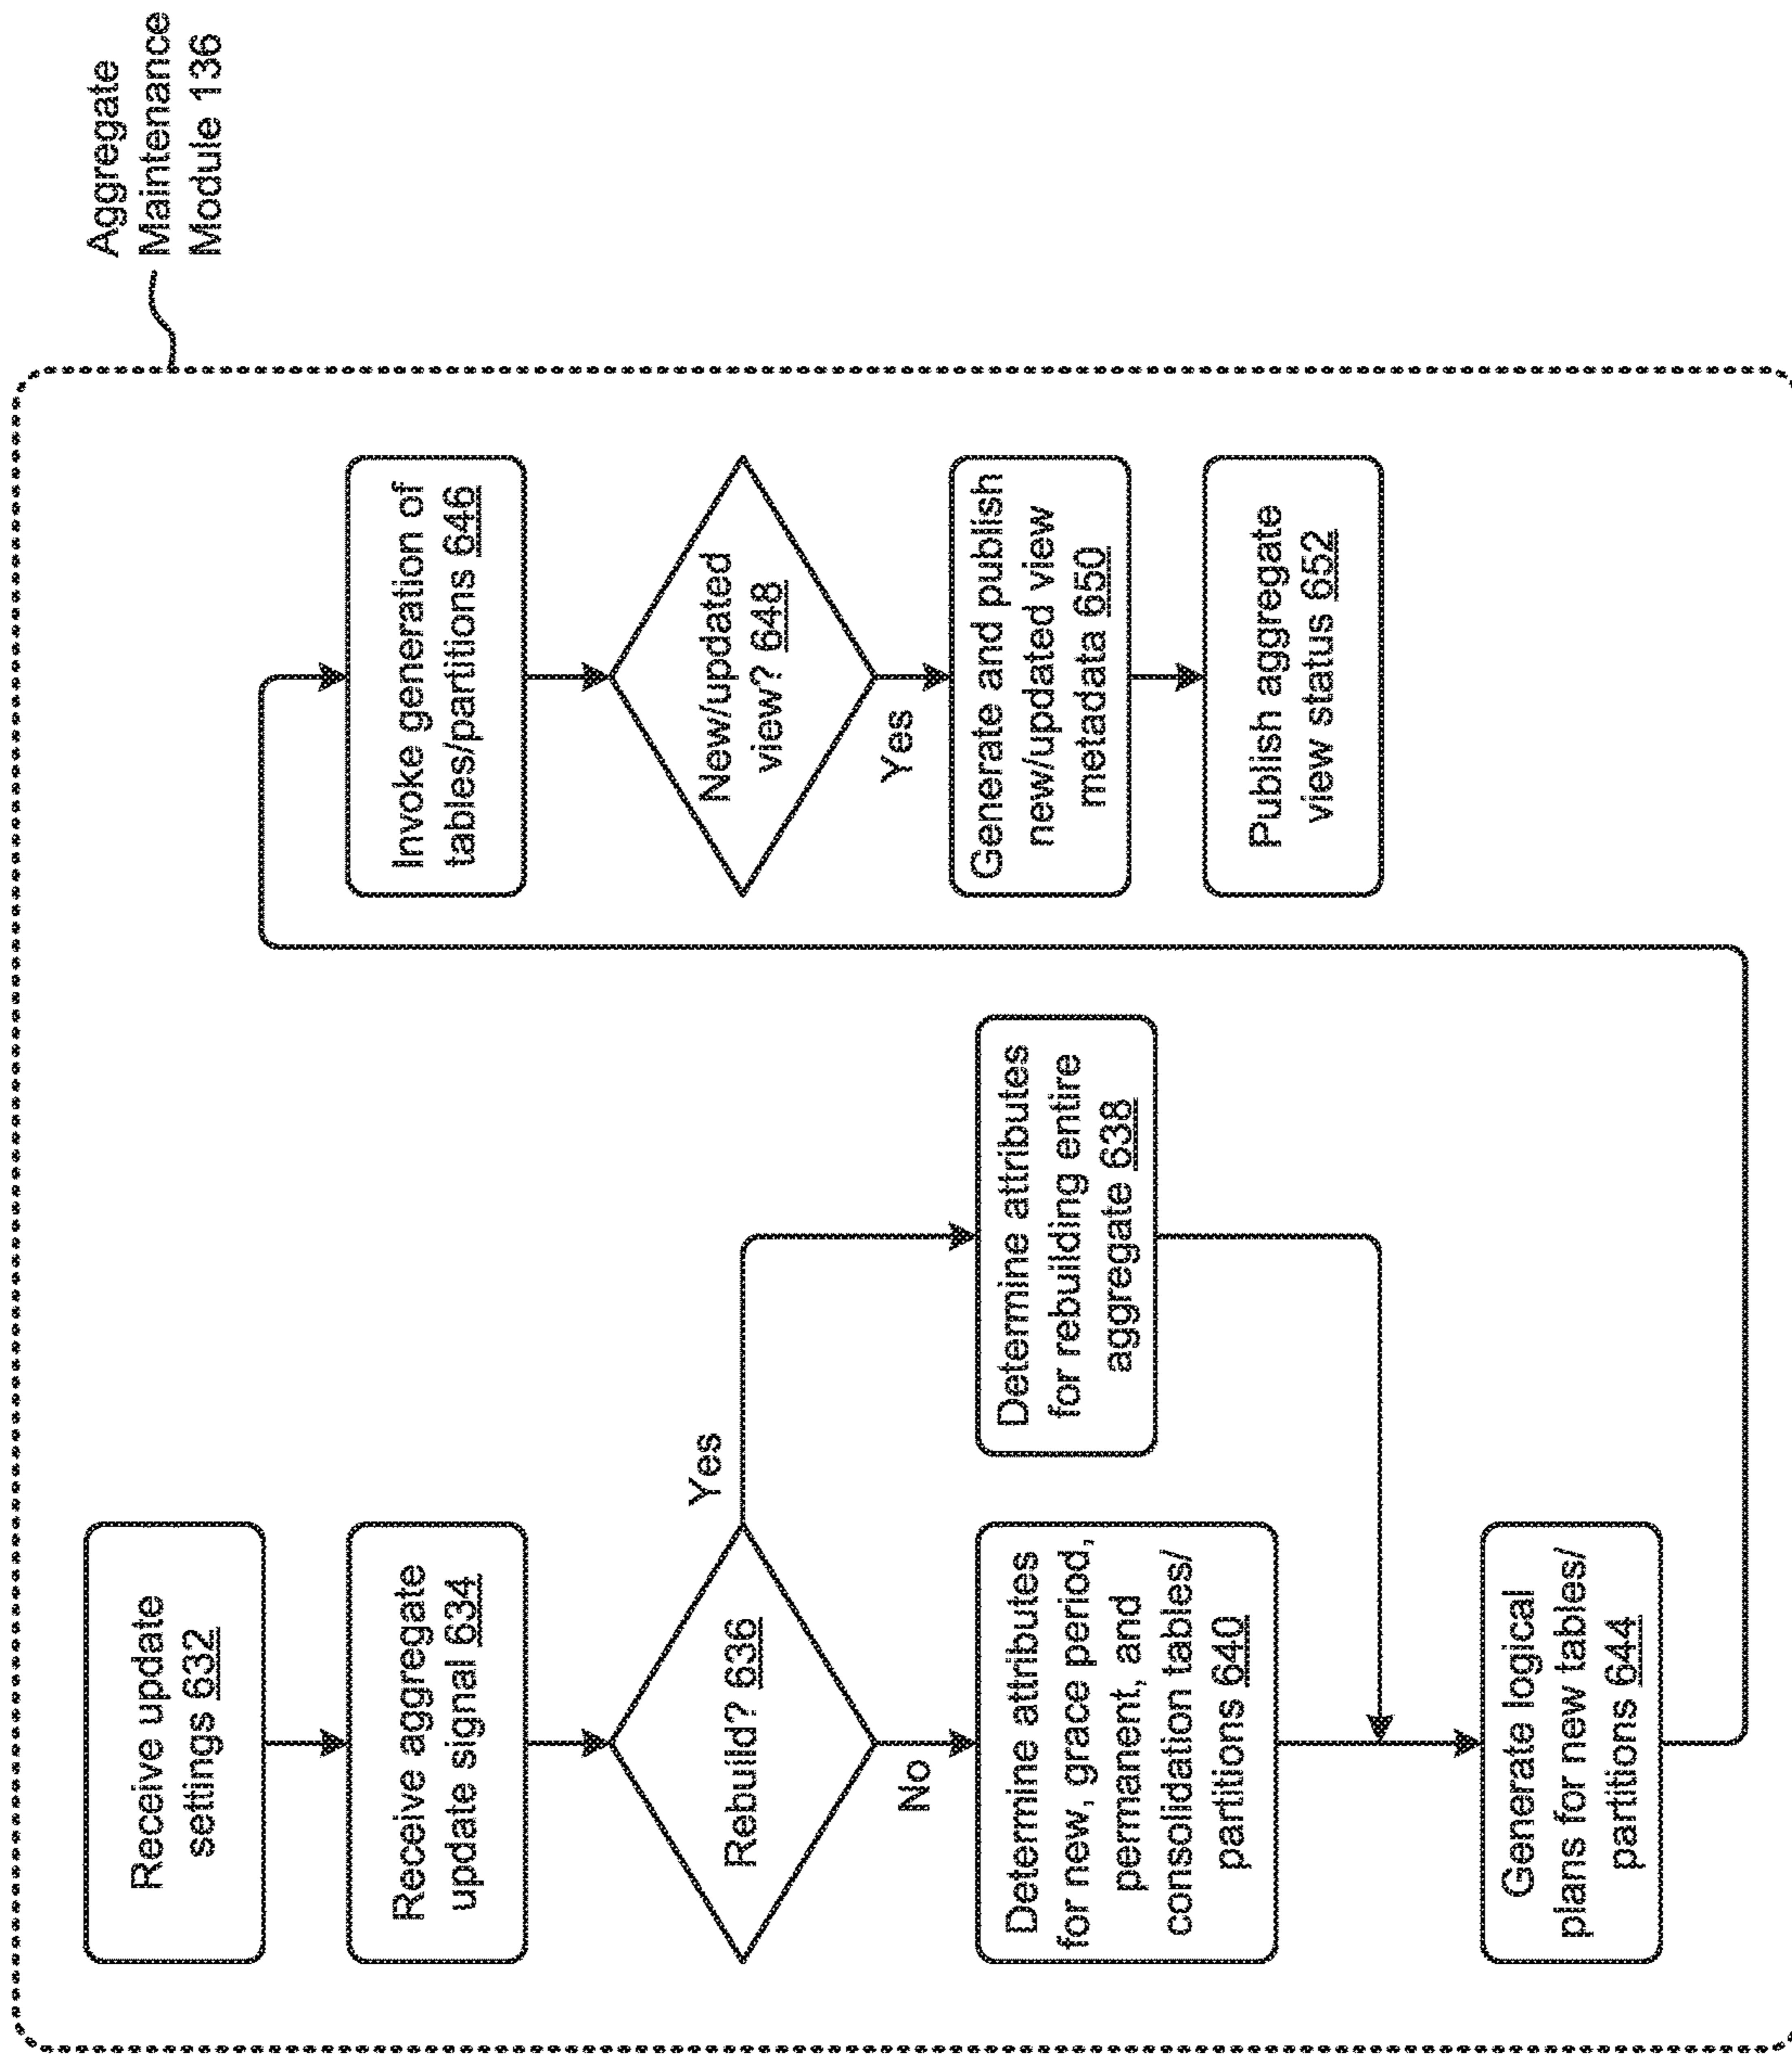 Aggregate
Maintenance
Module 136
Receive update
settings 632
Receive aggregate
update signal 634
Rebuild? 636
Yes
No
Determine attributes
for rebuilding entire
aggregate 638
Determine attributes
for new, grace period,
permanent, and
consolidation tables/
partitions 640
Generate logical
plans for new tables/
partitions 644
Invoke generation of
tables/partitions 646
New/updated
view? 648
Yes
Generate and publish
new/updated view
metadata 650
Publish aggregate
view status 652